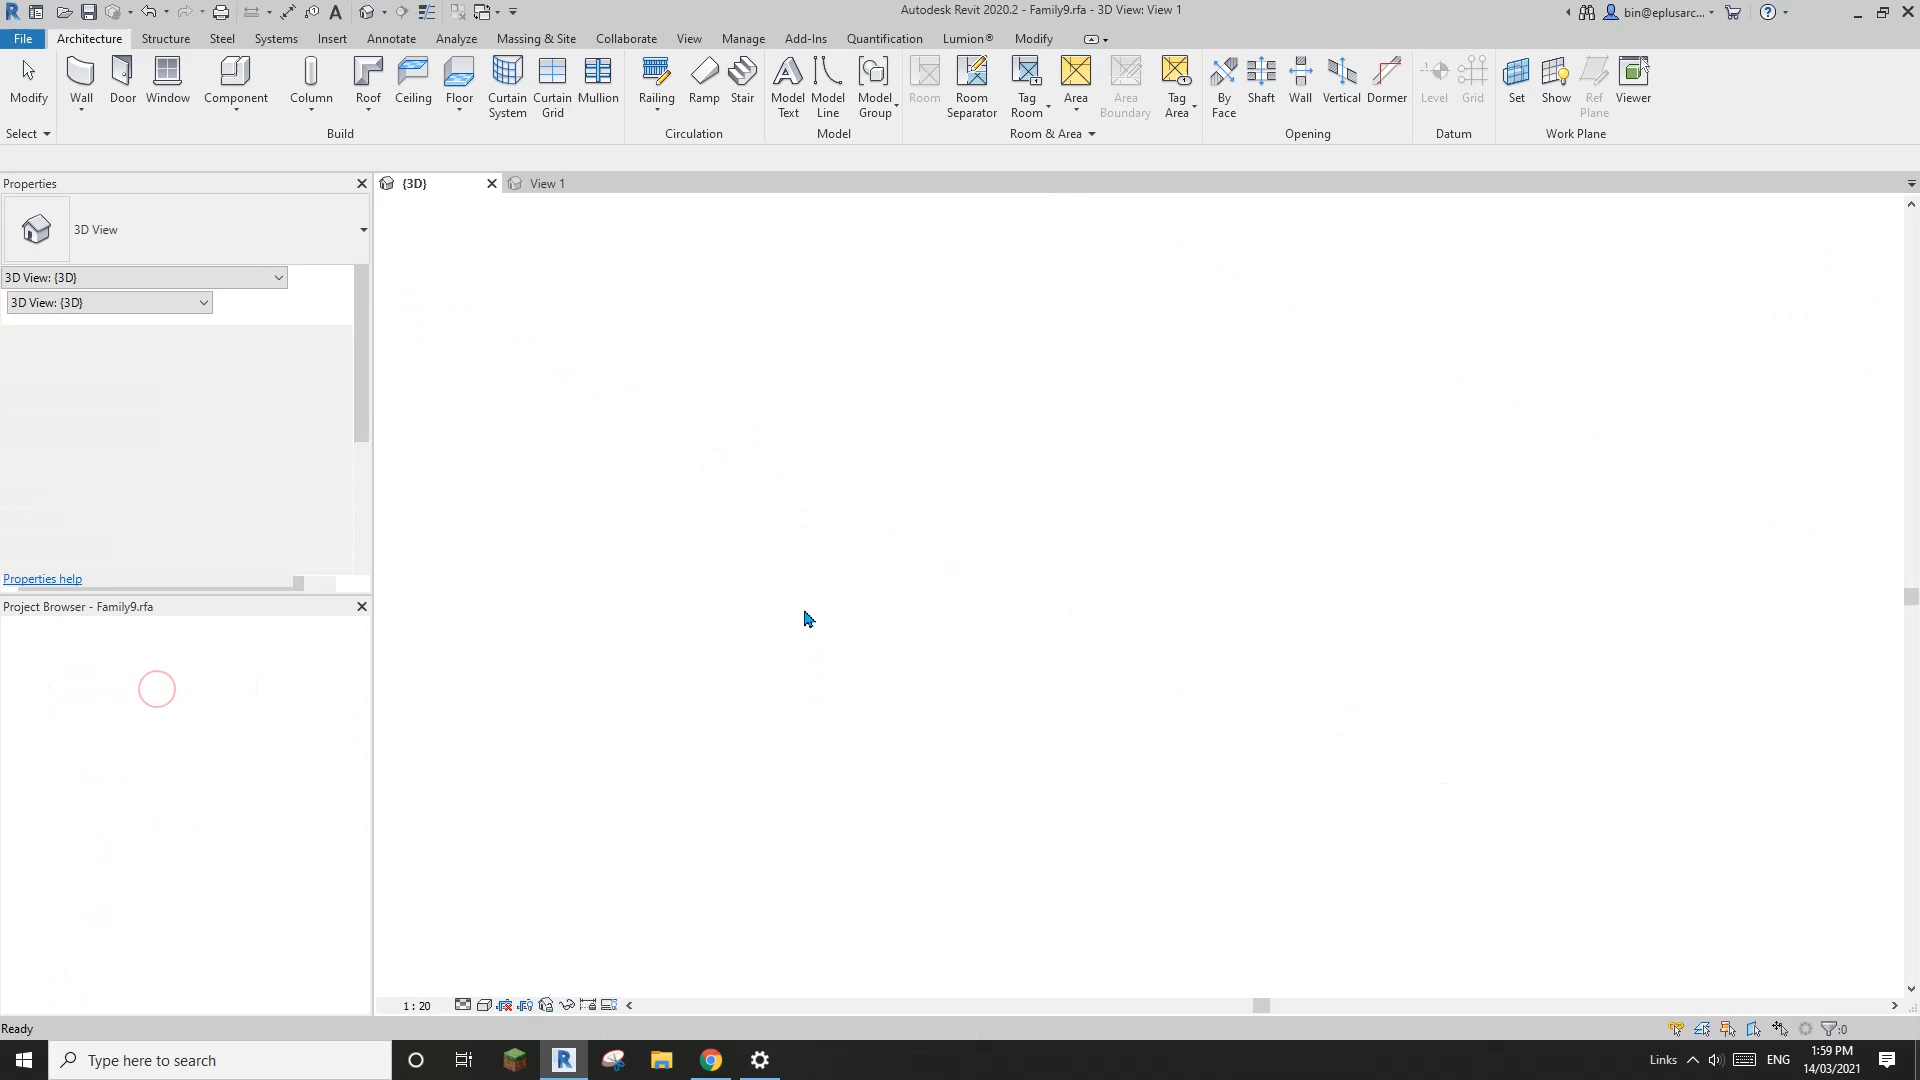 Autodesk Revit 2020.2 - Family9.rfa - 3D View: View 1
bin@eplusarc...
File Architecture Structure Steel Systems Insert Annotate Analyze Massing & Site Collaborate View Manage Add-Ins Quantification Lumion® Modify
Modify Wall Door Window Component Column Roof Ceiling Floor Curtain System Curtain Grid Mullion Railing Ramp Stair Model Text Model Line Model Group Room Room Separator Tag Room Area Area Boundary Tag Area By Face Shaft Wall Vertical Dormer Level Grid Set Show Ref Plane Viewer
Select Build Circulation Model Room & Area Opening Datum Work Plane
Properties
{3D} View 1
3D View
3D View: {3D}
3D View: {3D}
Properties help
Project Browser - Family9.rfa
1 : 20
Ready
:0
Type here to search
Links ENG
1:59 PM
14/03/2021